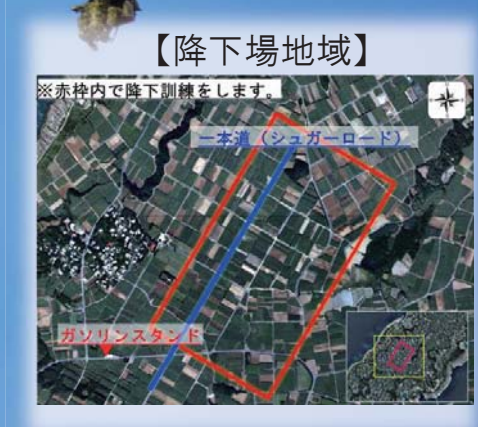 【降下場地域】
※赤枠内で降下訓練をします。
一本道（シュガーロード）
ガソリンスタンド